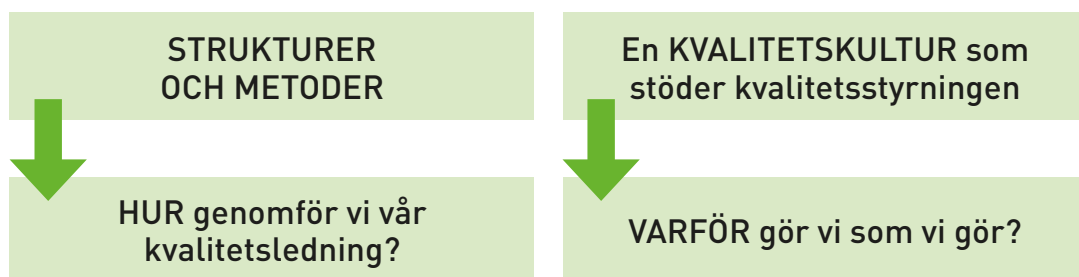 STRUKTURER
OCH METODER
En KVALITETSKULTUR som
stöder kvalitetsstyrningen
HUR genomför vi vår
kvalitetsledning?
VARFÖR gör vi som vi gör?